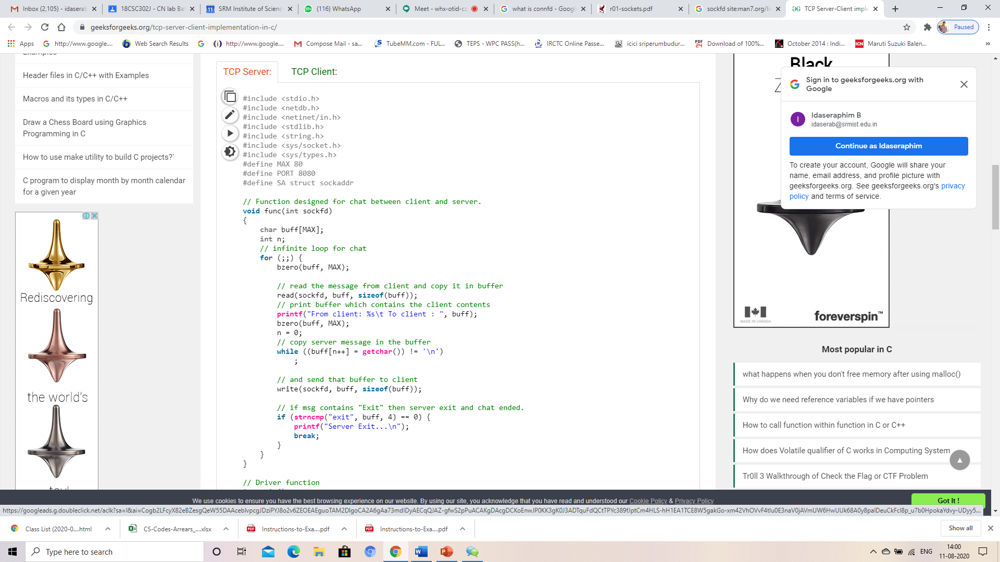 Inbox (2,105) - idaserab
18CSC302J - CN lab Ba
SRM Institute of Scienc
(116) WhatsApp
Meet - whx-otid-cz
what is connfd - Google
r01-sockets.pdf
sockfd site:man7.org/li
TCP Server-Client imple
geeksforgeeks.org/tcp-server-client-implementation-in-c/
Paused
Apps
http://www.google....
Web Search Results
http://www.google....
Compose Mail - sa...
TubeMM.com - FUL...
TEPS - WPC PASS(h...
IRCTC Online Passe...
icici sriperumbudur...
Download of 100%...
October 2014 : Indi...
Maruti Suzuki Balen...
Examples
Header files in C/C++ with Examples
Macros and its types in C/C++
Draw a Chess Board using Graphics
Programming in C
How to use make utility to build C projects?`
C program to display month by month calendar
for a given year
Rediscovering
the world's
toy!
TCP Server:
TCP Client:
#include <stdio.h>
#include <netdb.h>
#include <netinet/in.h>
#include <stdlib.h>
#include <string.h>
#include <sys/socket.h>
#include <sys/types.h>
#define MAX 80
#define PORT 8080
#define SA struct sockaddr
// Function designed for chat between client and server.
void func(int sockfd)
{
char buff[MAX];
int n;
// infinite loop for chat
for (;;) {
bzero(buff, MAX);
// read the message from client and copy it in buffer
read(sockfd, buff, sizeof(buff));
// print buffer which contains the client contents
printf("From client: %s\t To client : ", buff);
bzero(buff, MAX);
n = 0;
// copy server message in the buffer
while ((buff[n++] = getchar()) != '\n')
;
// and send that buffer to client
write(sockfd, buff, sizeof(buff));
// if msg contains "Exit" then server exit and chat ended.
if (strncmp("exit", buff, 4) == 0) {
printf("Server Exit...\n");
break;
}
}
}
// Driver function
Black
Sign in to geeksforgeeks.org with
Google
I
Idaseraphim B
idaserab@srmist.edu.in
Continue as Idaseraphim
To create your account, Google will share your
name, email address, and profile picture with
geeksforgeeks.org. See geeksforgeeks.org's privacy
policy and terms of service.
MADE IN CANADA
foreverspin™
Most popular in C
what happens when you don't free memory after using malloc()
Why do we need reference variables if we have pointers
How to call function within function in C or C++
How does Volatile qualifier of C works in Computing System
Tr0ll 3 Walkthrough of Check the Flag or CTF Problem
We use cookies to ensure you have the best browsing experience on our website. By using our site, you acknowledge that you have read and understood our Cookie Policy & Privacy Policy
Got It !
Class List (2020-0....html
CS-Codes-Arrears_....xlsx
Instructions-to-Exa....pdf
Instructions-to-Exa....pdf
Show all
Type here to search
ENG
14:00
11-08-2020